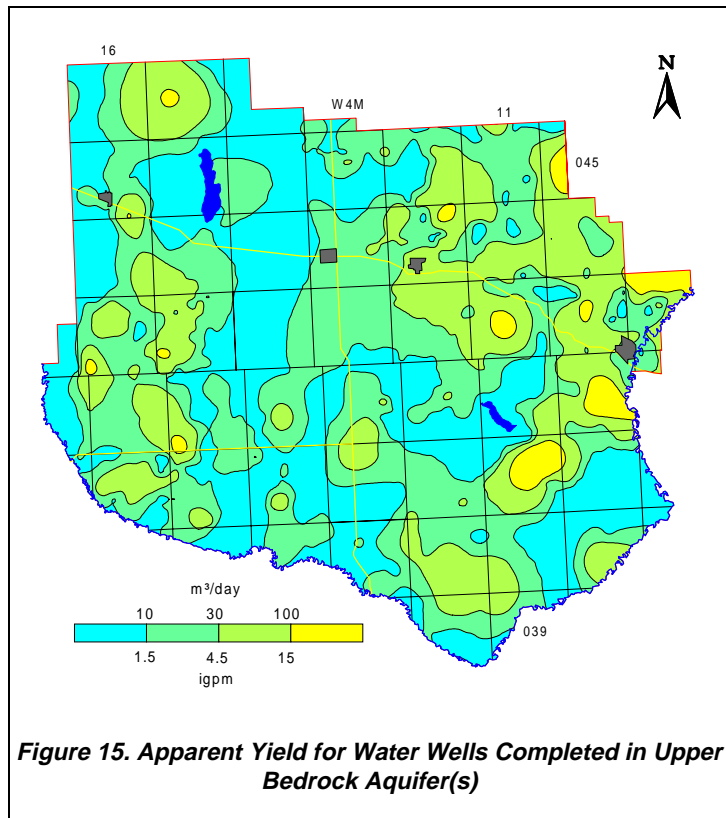 16
N
W4M
11
045
m³/day
10 30 100
1.5 4.5 15
igpm
039
Figure 15. Apparent Yield for Water Wells Completed in Upper
Bedrock Aquifer(s)